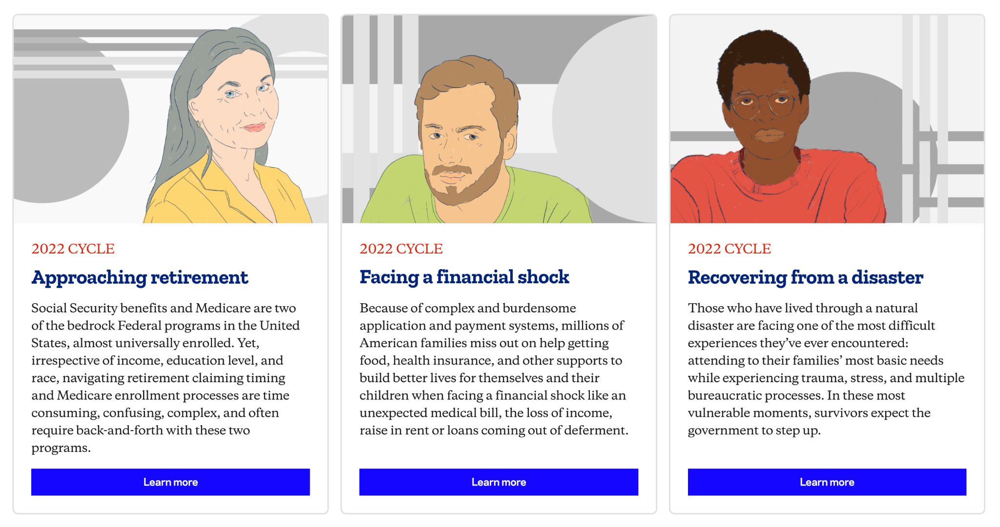 2022 CYCLE
Approaching retirement
Social Security benefits and Medicare are two
of the bedrock Federal programs in the United
States, almost universally enrolled. Yet,
irrespective of income, education level, and
race, navigating retirement claiming timing
and Medicare enrollment processes are time
consuming, confusing, complex, and often
require back-and-forth with these two
programs.
Learn more
2022 CYCLE
Facing a financial shock
Because of complex and burdensome
application and payment systems, millions of
American families miss out on help getting
food, health insurance, and other supports to
build better lives for themselves and their
children when facing a financial shock like an
unexpected medical bill, the loss of income,
raise in rent or loans coming out of deferment.
Learn more
2022 CYCLE
Recovering from a disaster
Those who have lived through a natural
disaster are facing one of the most difficult
experiences they’ve ever encountered:
attending to their families’ most basic needs
while experiencing trauma, stress, and multiple
bureaucratic processes. In these most
vulnerable moments, survivors expect the
government to step up.
Learn more